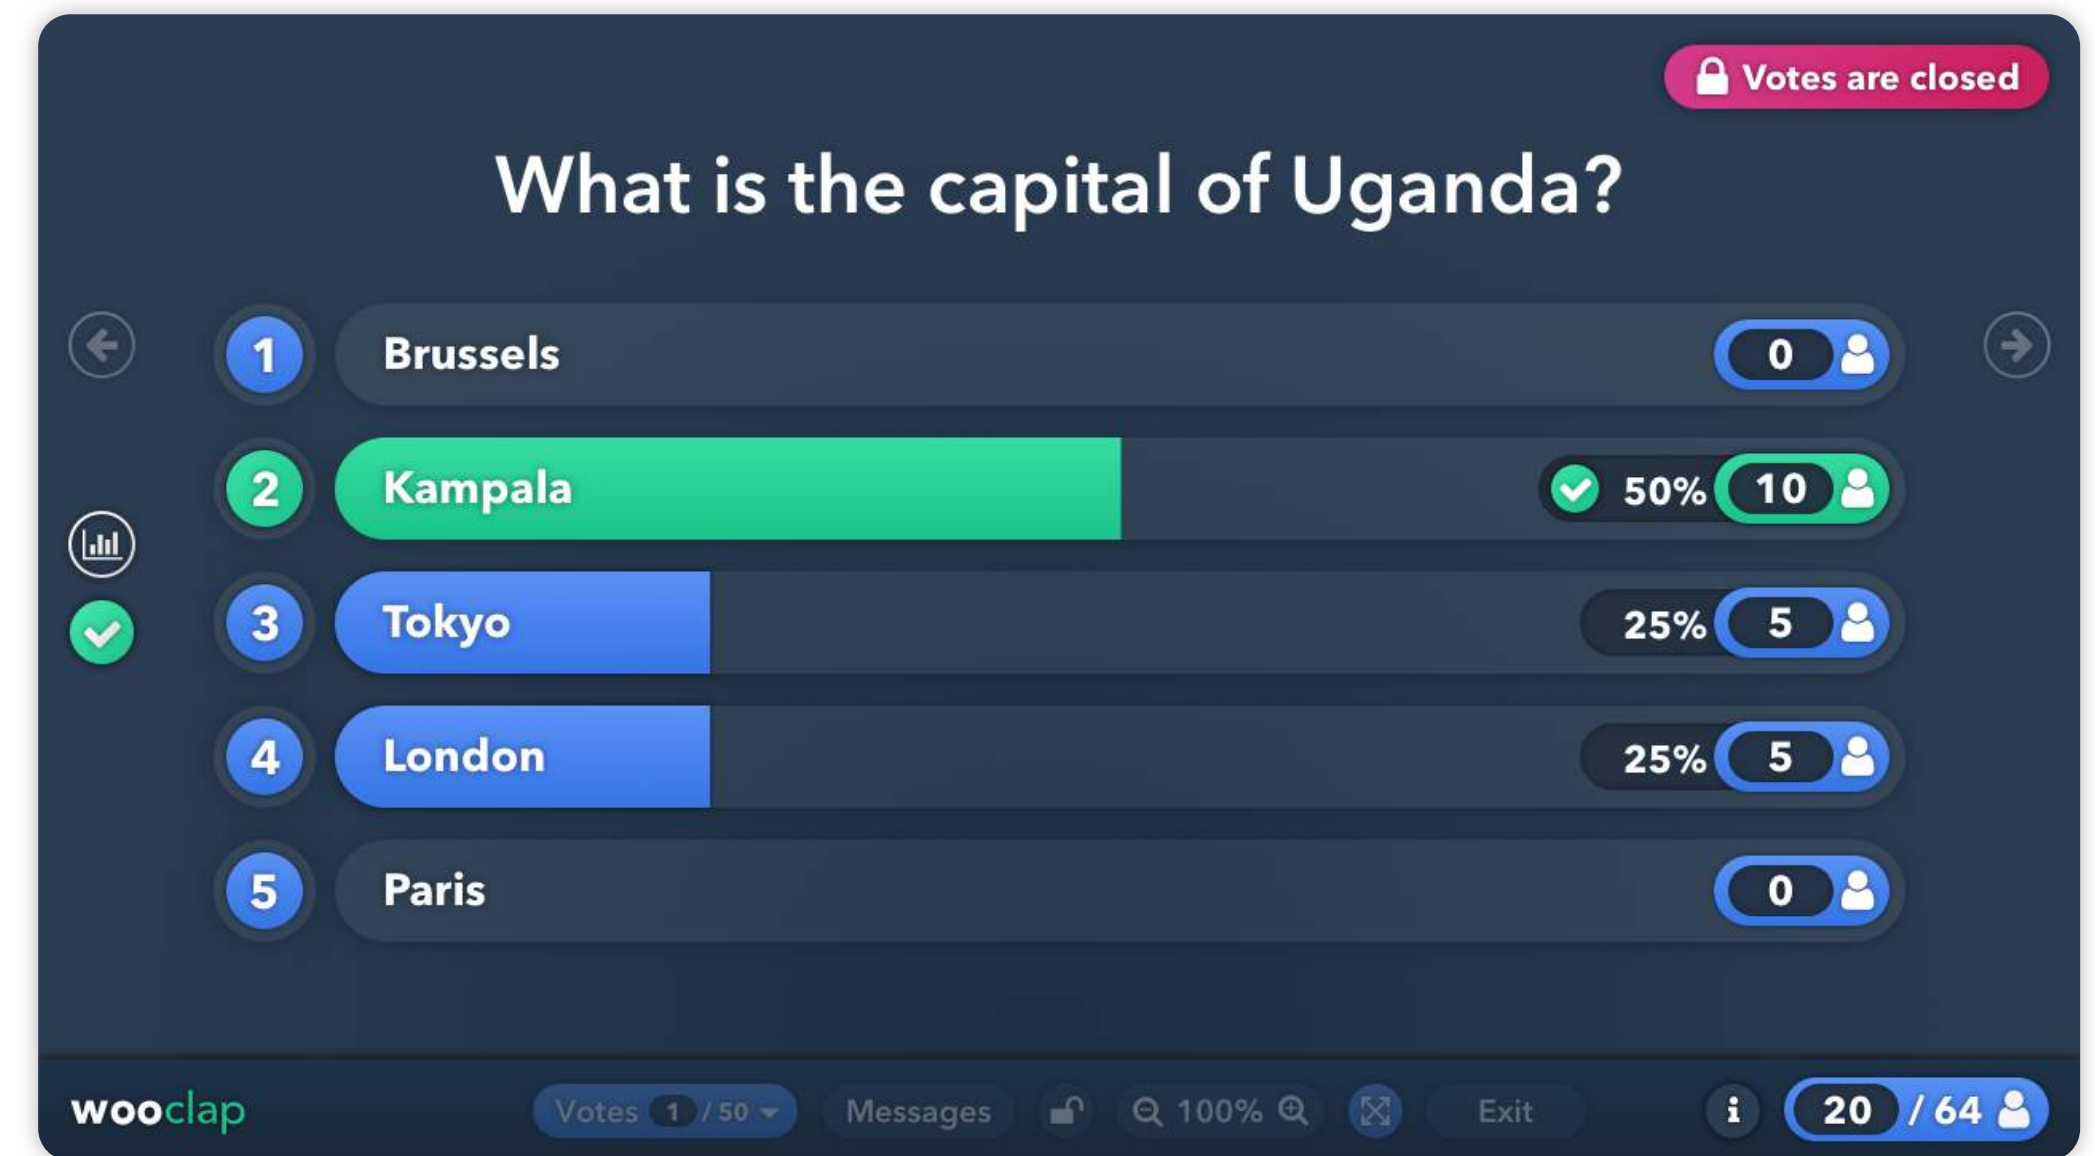 Votes are closed
What is the capital of Uganda?
1 Brussels 0
2 Kampala 50% 10
3 Tokyo 25% 5
4 London 25% 5
5 Paris 0
wooclap Votes 1 / 50 Messages 100% Exit i 20 / 64